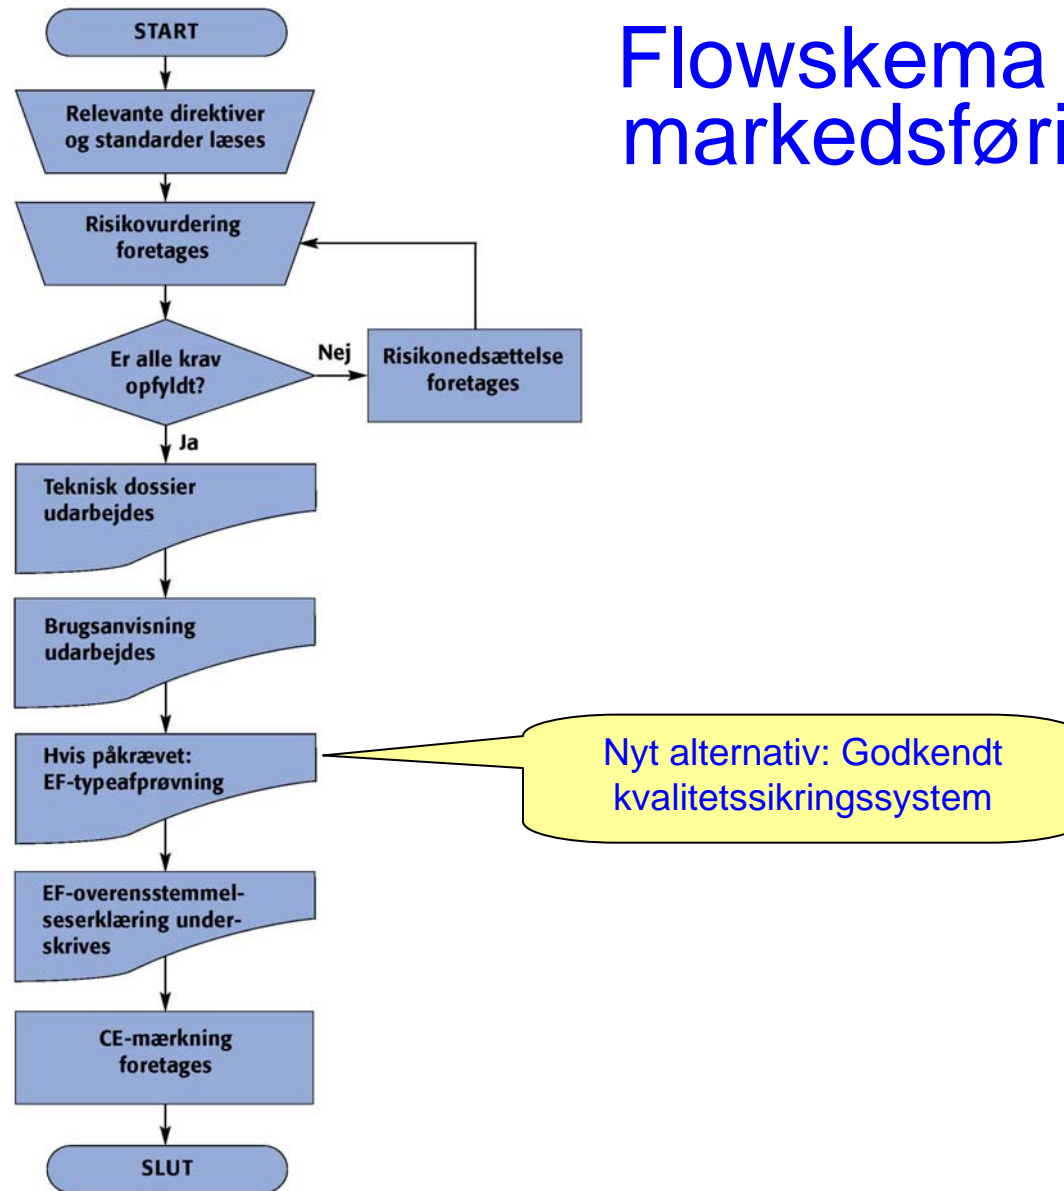 Flowskema
markedsføri
START
Relevante direktiver
og standarder læses
Risikovurdering
foretages
Er alle krav
opfyldt?
Nej
Risikonedsættelse
foretages
Ja
Teknisk dossier
udarbejdes
Brugsanvisning
udarbejdes
Hvis påkrævet:
EF-typeafprøvning
Nyt alternativ: Godkendt
kvalitetssikringssystem
EF-overensstemmel-
seserklæring under-
skrives
CE-mærkning
foretages
SLUT